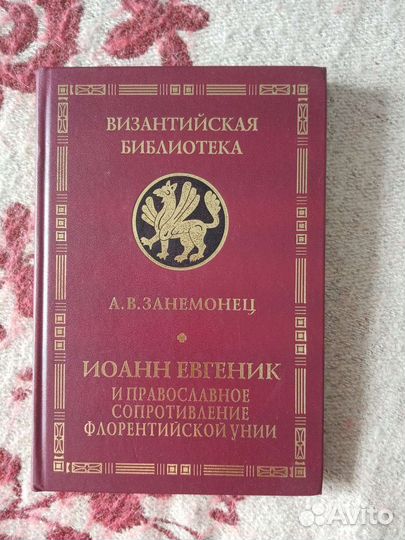 ВИЗАНТИЙСКАЯ
БИБЛИОТЕКА
А.В.ЗАНЕМОНЕЦ
ИОАНН ЕВГЕНИК
И ПРАВОСЛАВНОЕ
СОПРОТИВЛЕНИЕ
ФЛОРЕНТИЙСКОЙ УНИИ
Avito